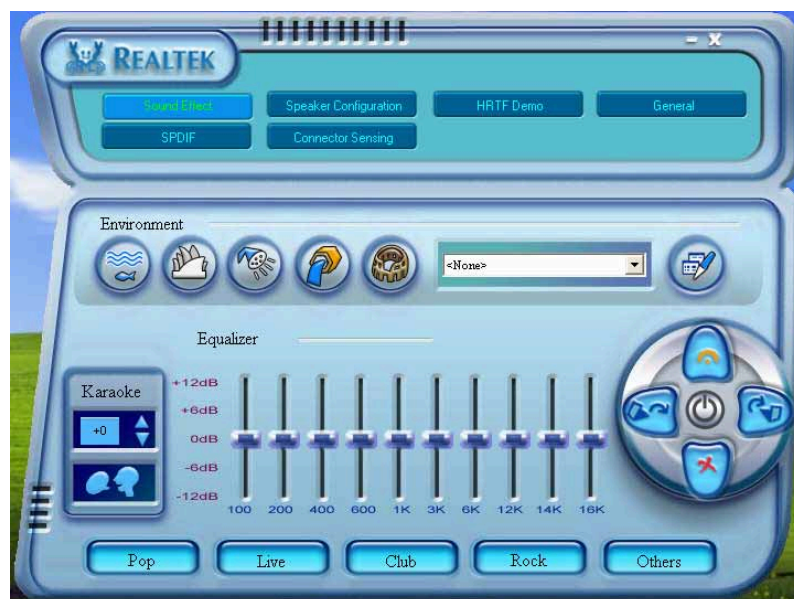 REALTEK
Sound Effect Speaker Configuration HRTF Demo General
SPDIF Connector Sensing
Environment
<None>
Equalizer
Karaoke
+0
+12dB
+6dB
0dB
-6dB
-12dB
100 200 400 600 1K 3K 6K 12K 14K 16K
Pop Live Club Rock Others